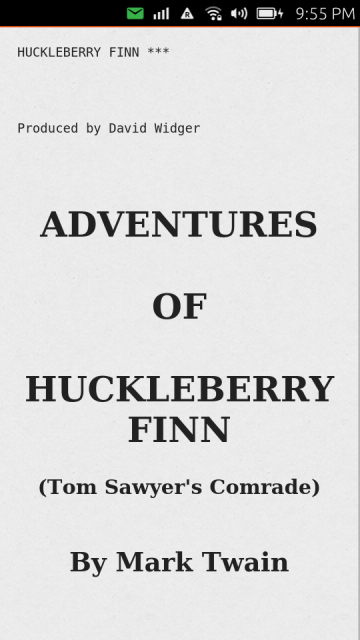 9:55 PM
HUCKLEBERRY FINN ***
Produced by David Widger
ADVENTURES
OF
HUCKLEBERRY
FINN
(Tom Sawyer's Comrade)
By Mark Twain